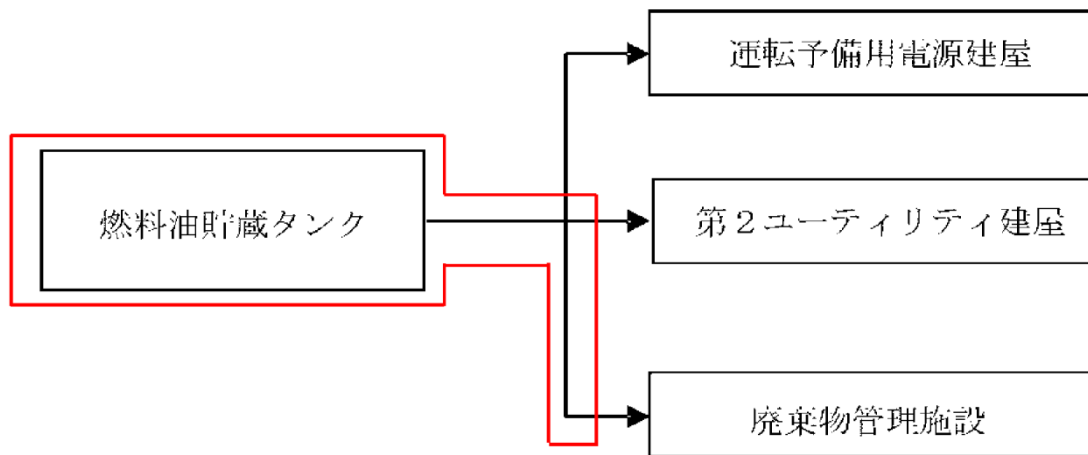 運転予備用電源建屋
燃料油貯蔵タンク
第2ユーティリティ建屋
廃棄物管理施設